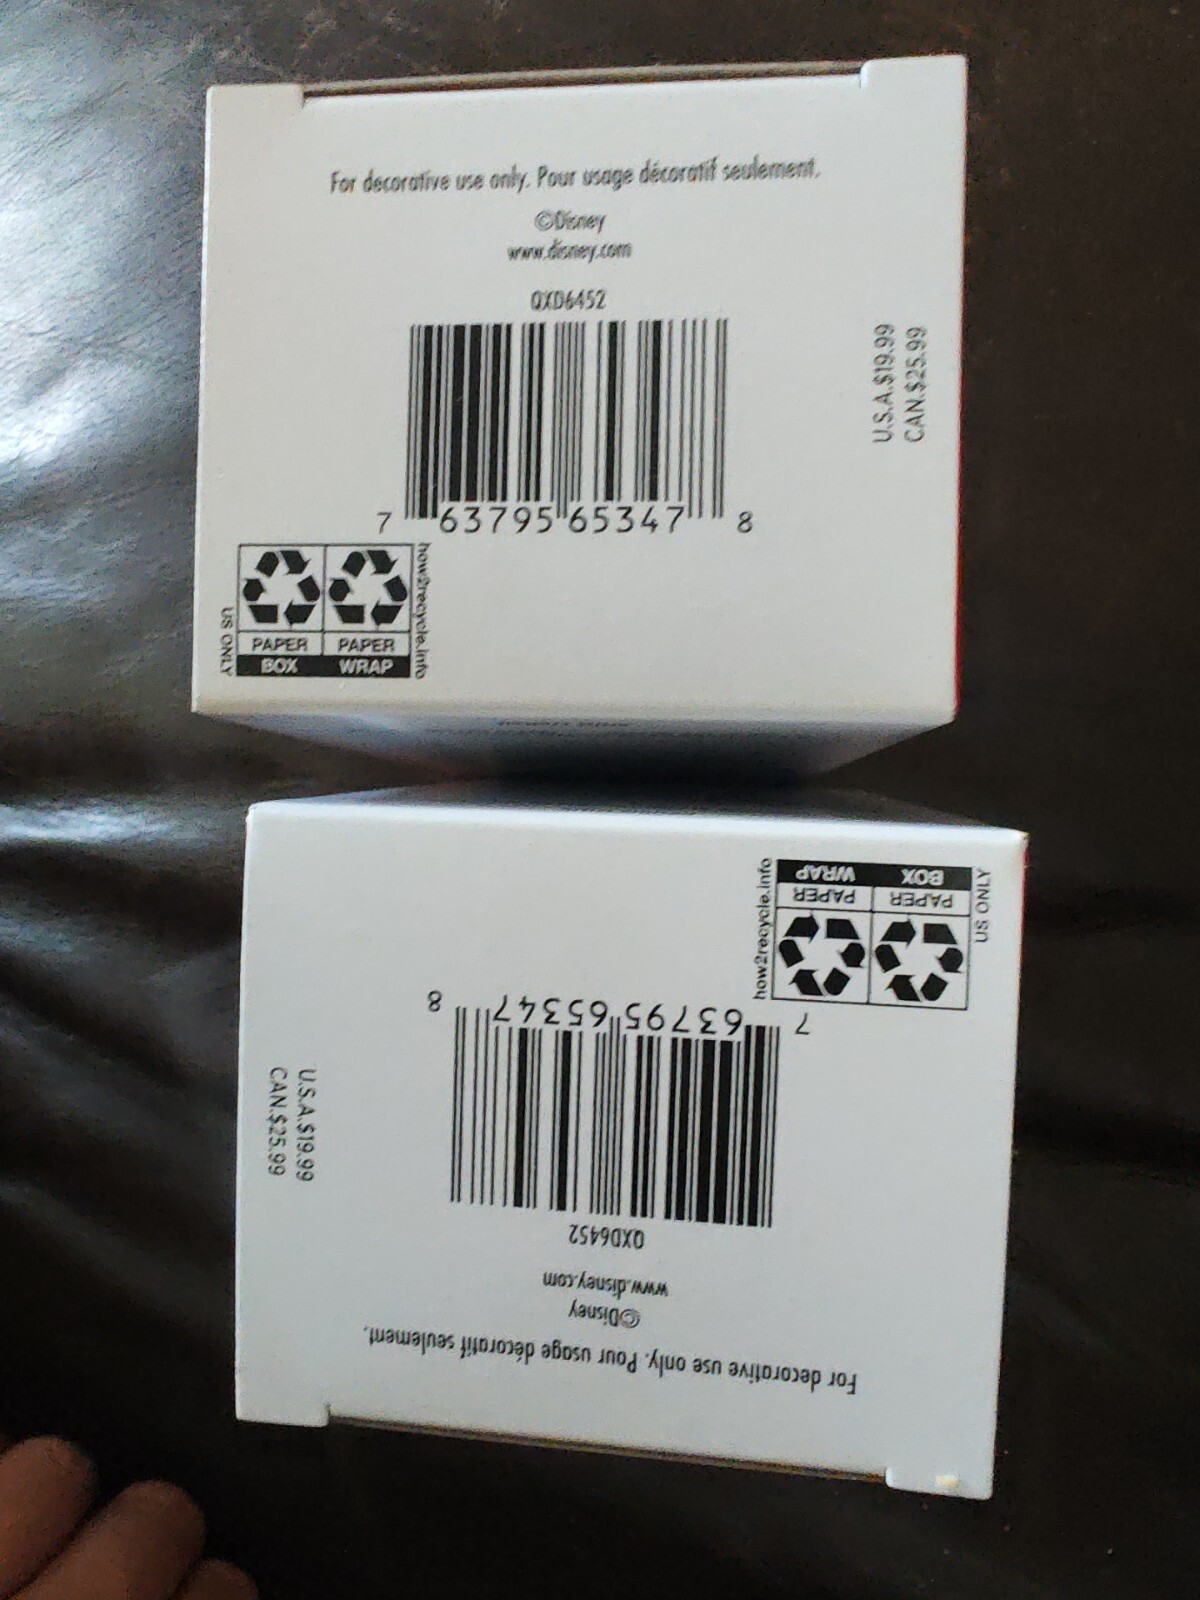 For decorative use only. Pour usage décoratif seulement.
©Disney
www.disney.com
QXD6452
7 63795 65347 8
U.S.A.$19.99
CAN.$25.99
US ONLY
PAPER PAPER
BOX WRAP
how2recycle.info
For decorative use only. Pour usage décoratif seulement.
©Disney
www.disney.com
QXD6452
7 63795 65347 8
U.S.A.$19.99
CAN.$25.99
US ONLY
PAPER PAPER
BOX WRAP
how2recycle.info